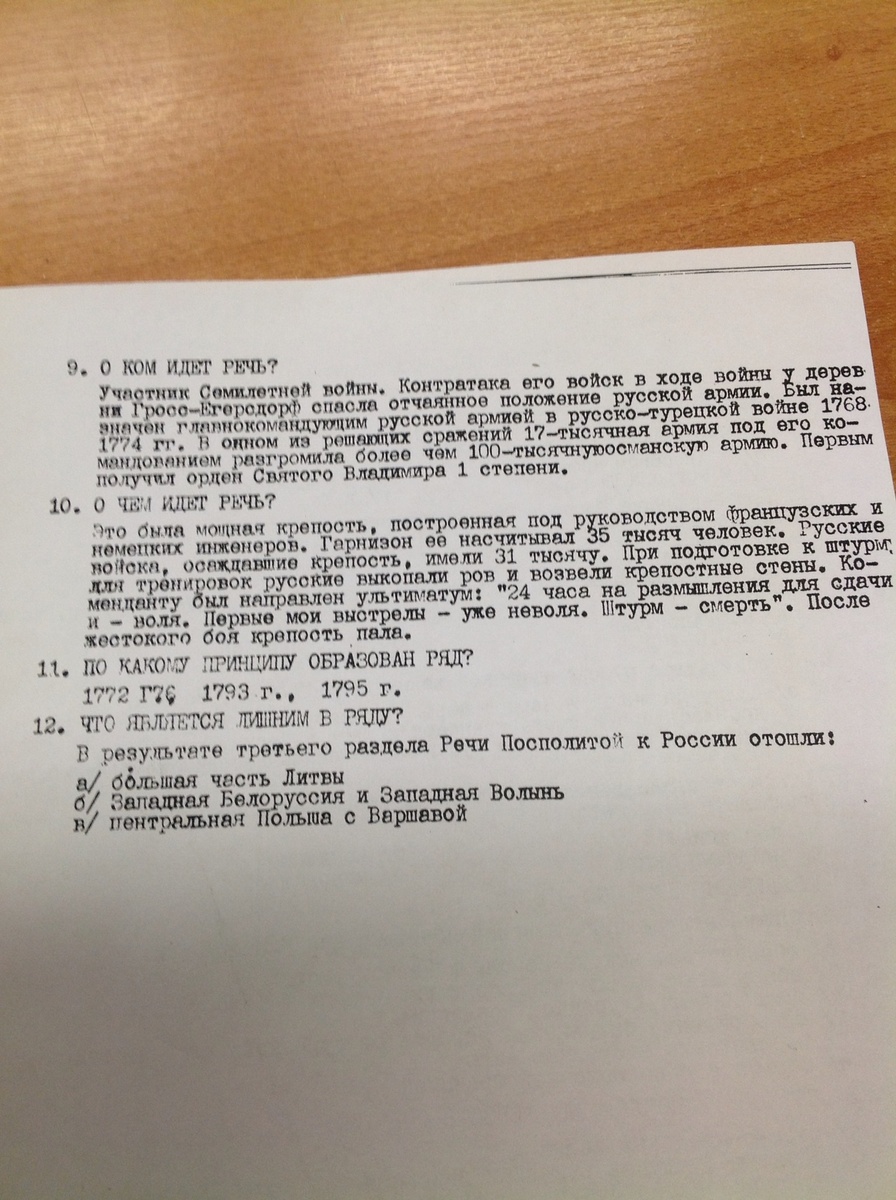 9. О КОМ ИДЕТ РЕЧЬ?
Участник Семилетней войны. Контратака его войск в ходе войны у дерев-
ни Гросс-Егерсдорф спасла отчаянное положение русской армии. Был на-
значен главнокомандующим русской армией в русско-турецкой войне 1768-
1774 гг. В одном из решающих сражений 17-тысячная армия под его ко-
мандованием разгромила более чем 100-тысячнуюосманскую армию. Первым
получил орден Святого Владимира 1 степени.
10. О ЧЕМ ИДЕТ РЕЧЬ?
Это была мощная крепость, построенная под руководством французских и
немецких инженеров. Гарнизон ее насчитывал 35 тысяч человек. Русские
войска, осаждавшие крепость, имели 31 тысячу. При подготовке к штурму,
для тренировок русские выкопали ров и возвели крепостные стены. Ко-
менданту был направлен ультиматум: "24 часа на размышления для сдачи
и - воля. Первые мои выстрелы - уже неволя. Штурм - смерть". После
жестокого боя крепость пала.
11. ПО КАКОМУ ПРИНЦИПУ ОБРАЗОВАН РЯД?
1772 г., 1793 г., 1795 г.
12. ЧТО ЯВЛЯЕТСЯ ЛИШНИМ В РЯДУ?
В результате третьего раздела Речи Посполитой к России отошли:
а/ большая часть Литвы
б/ Западная Белоруссия и Западная Волынь
в/ центральная Польша с Варшавой